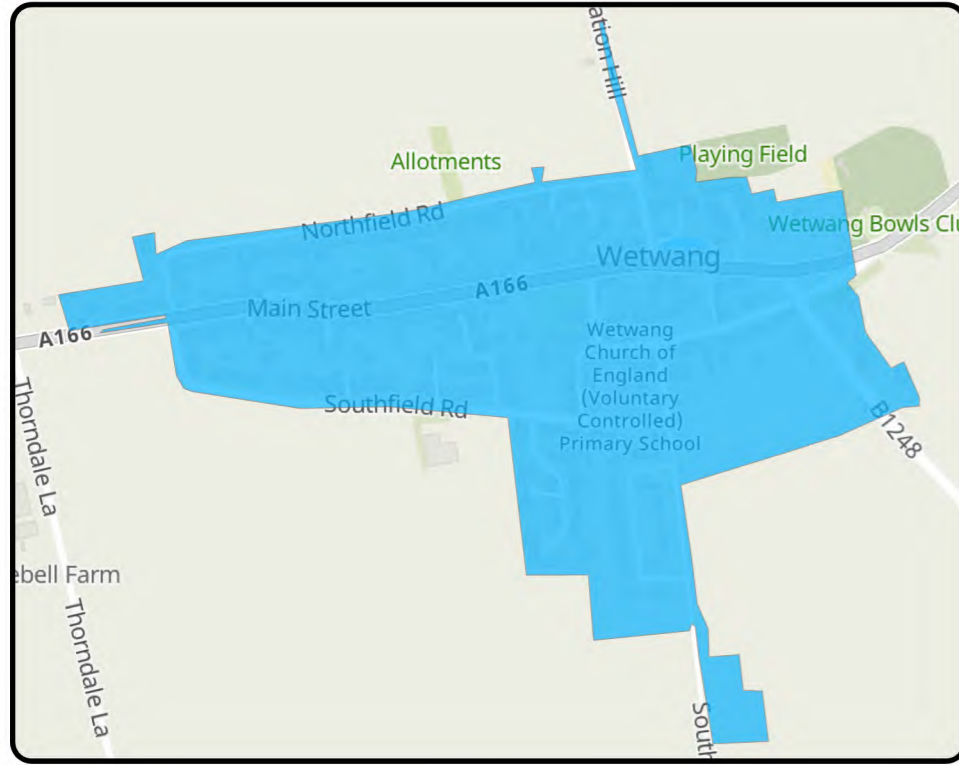 ation Hill
Playing Field
Allotments
Northfield Rd
Wetwang Bowls Clu
Wetwang
A166
Main Street
A166
Wetwang
Church of
England
(Voluntary
Controlled)
Primary School
Southfield Rd
B1248
Thorndale La
ebell Farm
Thorndale La
South